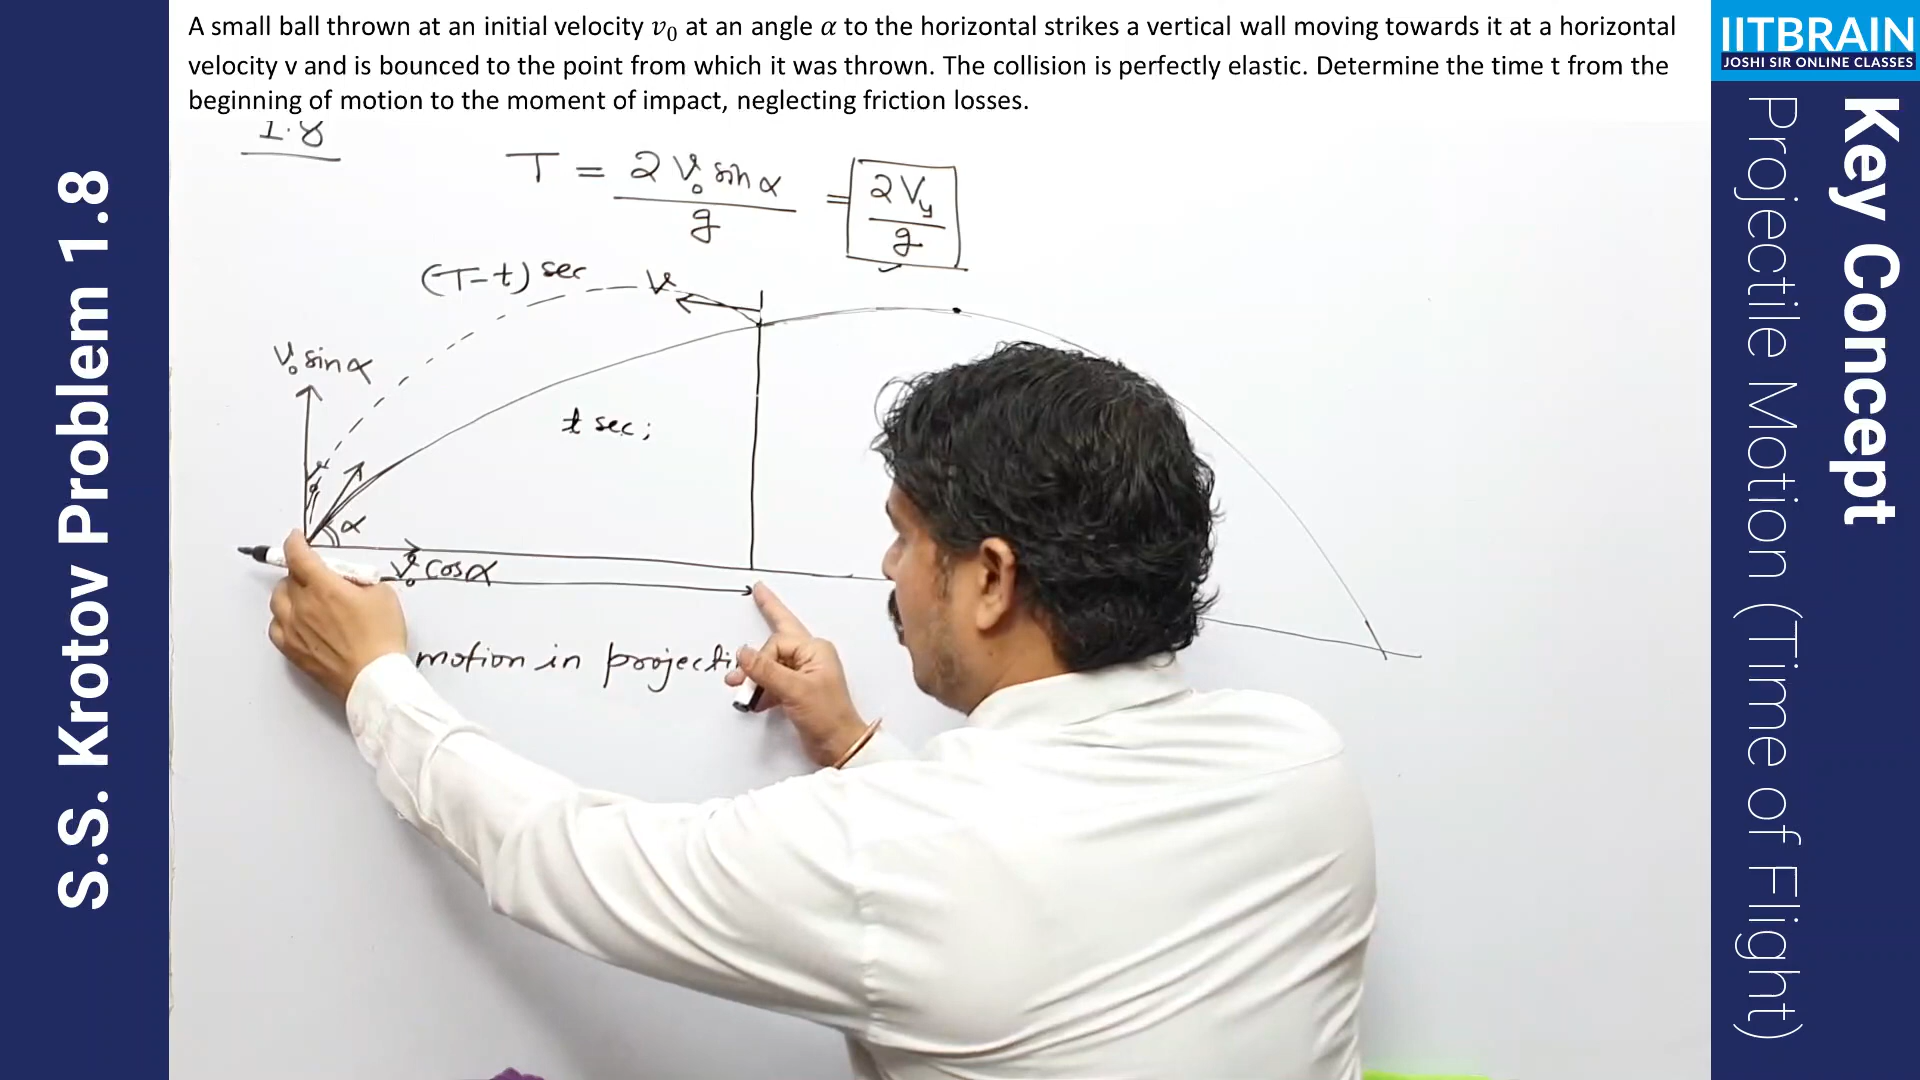 A small ball thrown at an initial velocity v₀ at an angle α to the horizontal strikes a vertical wall moving towards it at a horizontal
velocity v and is bounced to the point from which it was thrown. The collision is perfectly elastic. Determine the time t from the
beginning of motion to the moment of impact, neglecting friction losses.
IITBRAIN
JOSHI SIR ONLINE CLASSES
S.S. Krotov Problem 1.8
Key Concept
Projectile Motion (Time of Flight)
1.8
T = 2 v₀ sin α / g = 2 Vy / g
(T-t) sec
v
v₀ sin α
t sec;
α
v₀ cos α
motion in